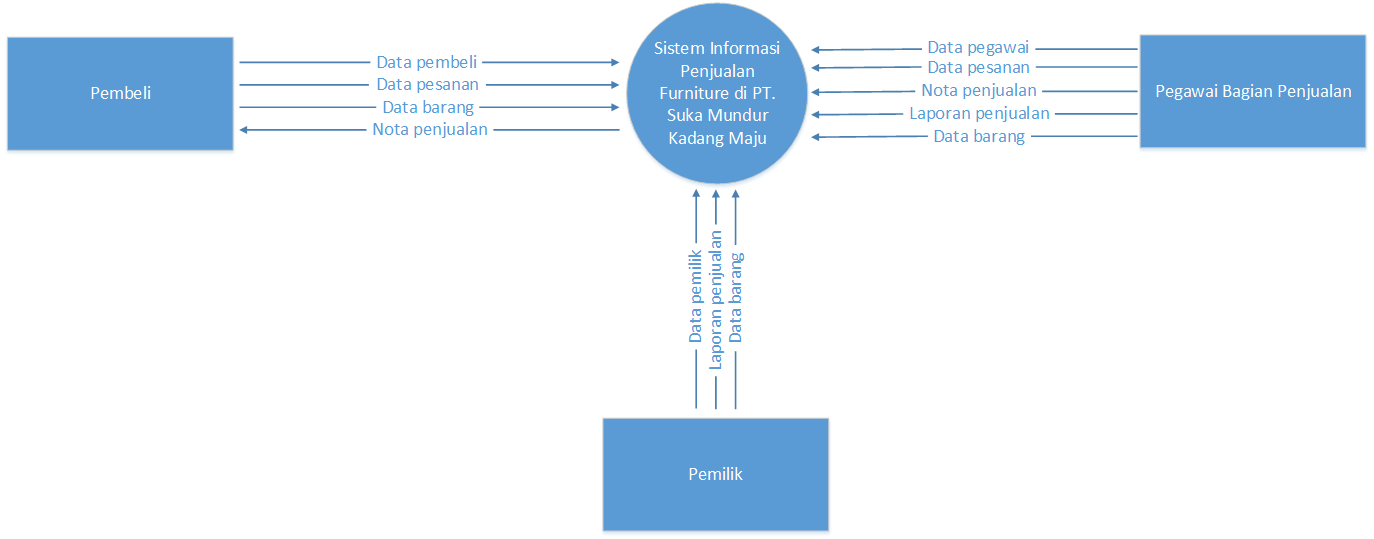 Pembeli
Data pembeli
Data pesanan
Data barang
Nota penjualan
Sistem Informasi
Penjualan
Furniture di PT.
Suka Mundur
Kadang Maju
Data pegawai
Data pesanan
Nota penjualan
Laporan penjualan
Data barang
Pegawai Bagian Penjualan
Data pemilik
Laporan penjualan
Data barang
Pemilik